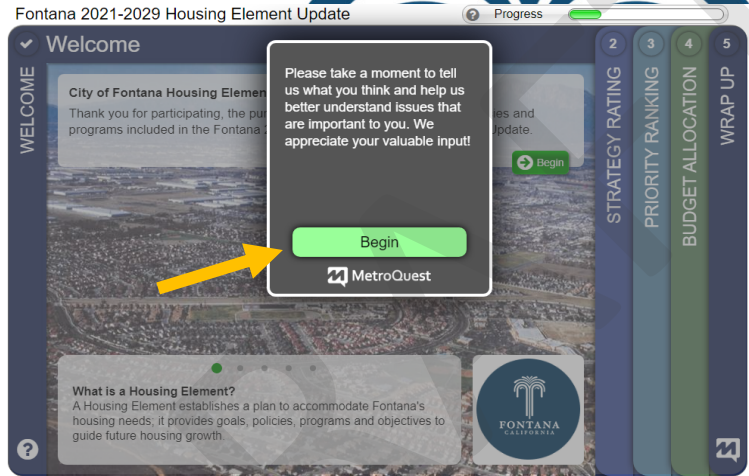 Fontana 2021-2029 Housing Element Update
Progress
Welcome
WELCOME
City of Fontana Housing Elemen
Thank you for participating, the pur
ies and
programs included in the Fontana 2
Update.
Begin
Please take a moment to tell
us what you think and help us
better understand issues that
are important to you. We
appreciate your valuable input!
Begin
MetroQuest
What is a Housing Element?
A Housing Element establishes a plan to accommodate Fontana's
housing needs; it provides goals, policies, programs and objectives to
guide future housing growth.
FONTANA
CALIFORNIA
?
2
STRATEGY RATING
3
PRIORITY RANKING
4
BUDGET ALLOCATION
5
WRAP UP